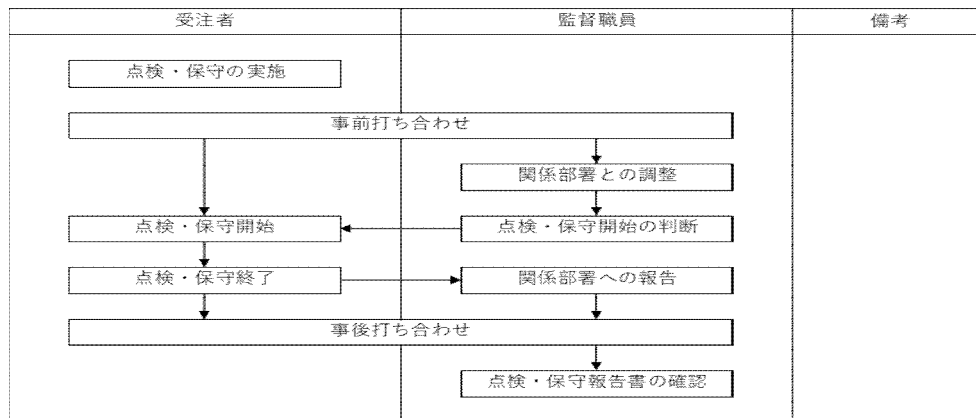 受注者
監督職員
備考
点検・保守の実施
事前打ち合わせ
関係部署との調整
点検・保守開始
点検・保守開始の判断
点検・保守終了
関係部署への報告
事後打ち合わせ
点検・保守報告書の確認